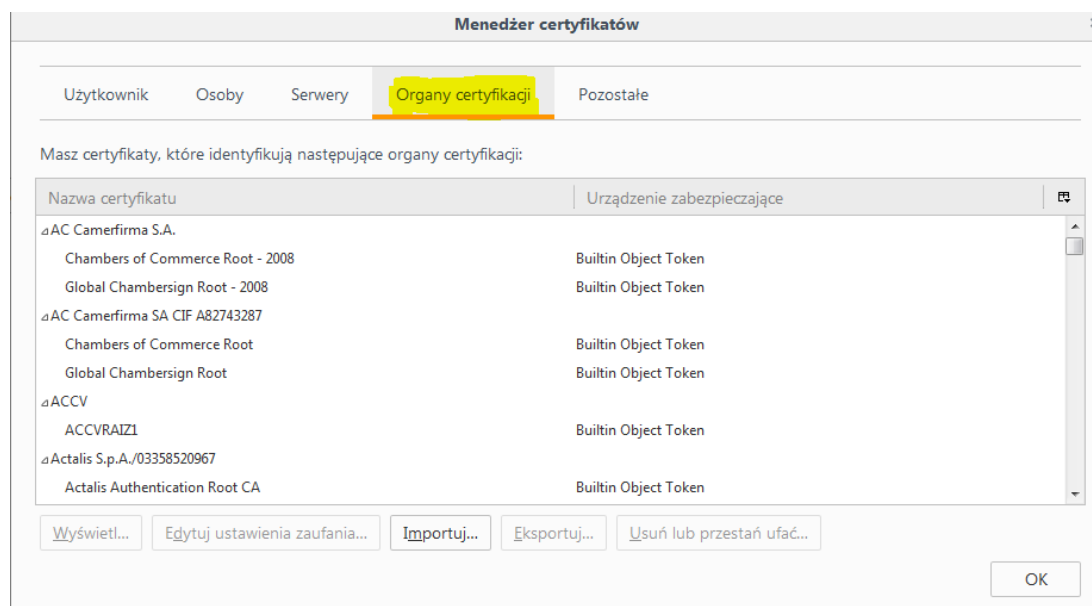 Menedżer certyfikatów
Użytkownik Osoby Serwery Organy certyfikacji Pozostałe
Masz certyfikaty, które identyfikują następujące organy certyfikacji:
Nazwa certyfikatu Urządzenie zabezpieczające
AC Camerfirma S.A.
Chambers of Commerce Root - 2008 Builtin Object Token
Global Chambersign Root - 2008 Builtin Object Token
AC Camerfirma SA CIF A82743287
Chambers of Commerce Root Builtin Object Token
Global Chambersign Root Builtin Object Token
ACCV
ACCVRAIZ1 Builtin Object Token
Actalis S.p.A./03358520967
Actalis Authentication Root CA Builtin Object Token
Wyświetl... Edytuj ustawienia zaufania... Importuj... Eksportuj... Usuń lub przestań ufać...
OK